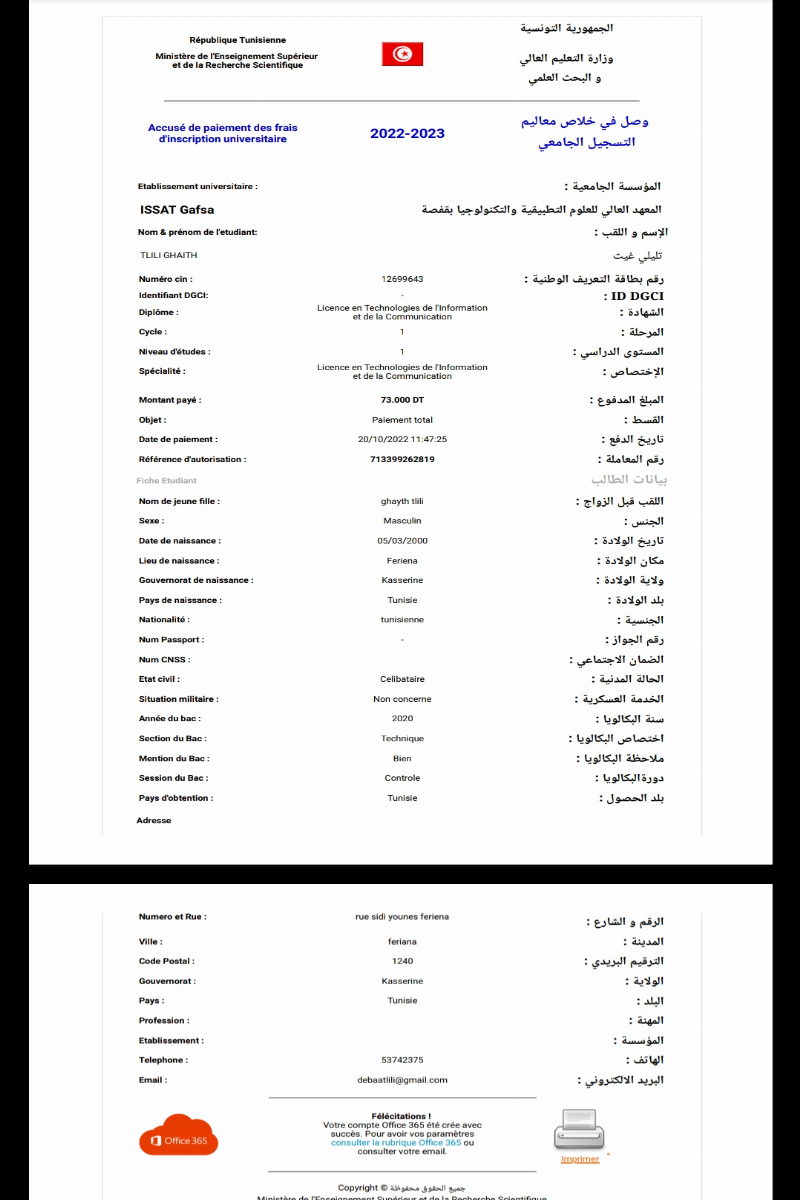 République Tunisienne
Ministère de l'Enseignement Supérieur
et de la Recherche Scientifique
الجمهورية التونسية
وزارة التعليم العالي
و البحث العلمي
Accusé de paiement des frais
d'inscription universitaire
2022-2023
وصل في خلاص معاليم
التسجيل الجامعي
Etablissement universitaire : المؤسسة الجامعية :
ISSAT Gafsa المعهد العالي للعلوم التطبيقية والتكنولوجيا بقفصة
Nom & prénom de l'etudiant: الإسم و اللقب :
TLILI GHAITH تليلي غيث
Numéro cin : 12699643 رقم بطاقة التعريف الوطنية :
Identifiant DGCI: - ID DGCI :
Diplôme : Licence en Technologies de l'Information الشهادة :
et de la Communication
Cycle : 1 المرحلة :
Niveau d'études : 1 المستوى الدراسي :
Spécialité : Licence en Technologies de l'Information الإختصاص :
et de la Communication
Montant payé : 73.000 DT المبلغ المدفوع :
Objet : Paiement total القسط :
Date de paiement : 20/10/2022 11:47:25 تاريخ الدفع :
Référence d'autorisation : 713399262819 رقم المعاملة :
Fiche Etudiant بيانات الطالب
Nom de jeune fille : ghayth tlili اللقب قبل الزواج :
Sexe : Masculin الجنس :
Date de naissance : 05/03/2000 تاريخ الولادة :
Lieu de naissance : Feriena مكان الولادة :
Gouvernorat de naissance : Kasserine ولاية الولادة :
Pays de naissance : Tunisie بلد الولادة :
Nationalité : tunisienne الجنسية :
Num Passport : - رقم الجواز :
Num CNSS : الضمان الاجتماعي :
Etat civil : Celibataire الحالة المدنية :
Situation militaire : Non concerne الخدمة العسكرية :
Année du bac : 2020 سنة البكالويا :
Section du Bac : Technique اختصاص البكالويا :
Mention du Bac : Bien ملاحظة البكالويا :
Session du Bac : Controle دورةالبكالويا :
Pays d'obtention : Tunisie بلد الحصول :
Adresse
Numero et Rue : rue sidi younes feriena الرقم و الشارع :
Ville : feriana المدينة :
Code Postal : 1240 الترقيم البريدي :
Gouvernorat : Kasserine الولاية :
Pays : Tunisie البلد :
Profession : المهنة :
Etablissement : المؤسسة :
Telephone : 53742375 الهاتف :
Email : debaatlili@gmail.com البريد الالكتروني :
Office 365
Félécitations !
Votre compte Office 365 été crée avec
succès. Pour avoir vos paramètres
consulter la rubrique Office 365 ou
consulter votre email.
Imprimer
Copyright © جميع الحقوق محفوظة
Ministère de l'Enseignement Supérieur et de la Recherche Scientifique